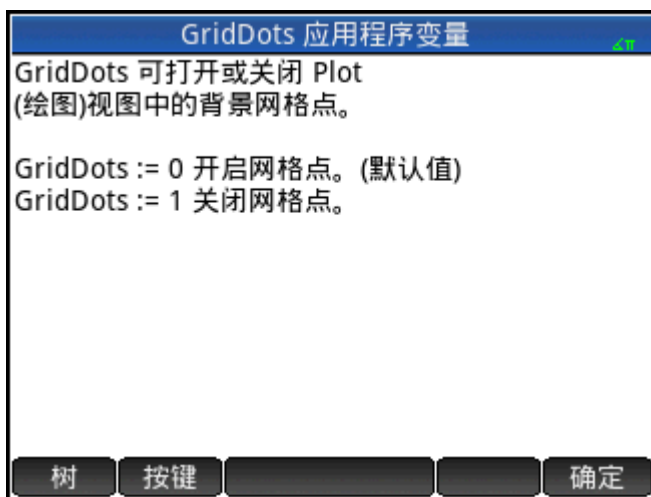 GridDots 应用程序变量
∡π
GridDots 可打开或关闭 Plot
(绘图)视图中的背景网格点。
GridDots := 0 开启网格点。(默认值)
GridDots := 1 关闭网格点。
树 按键 确定